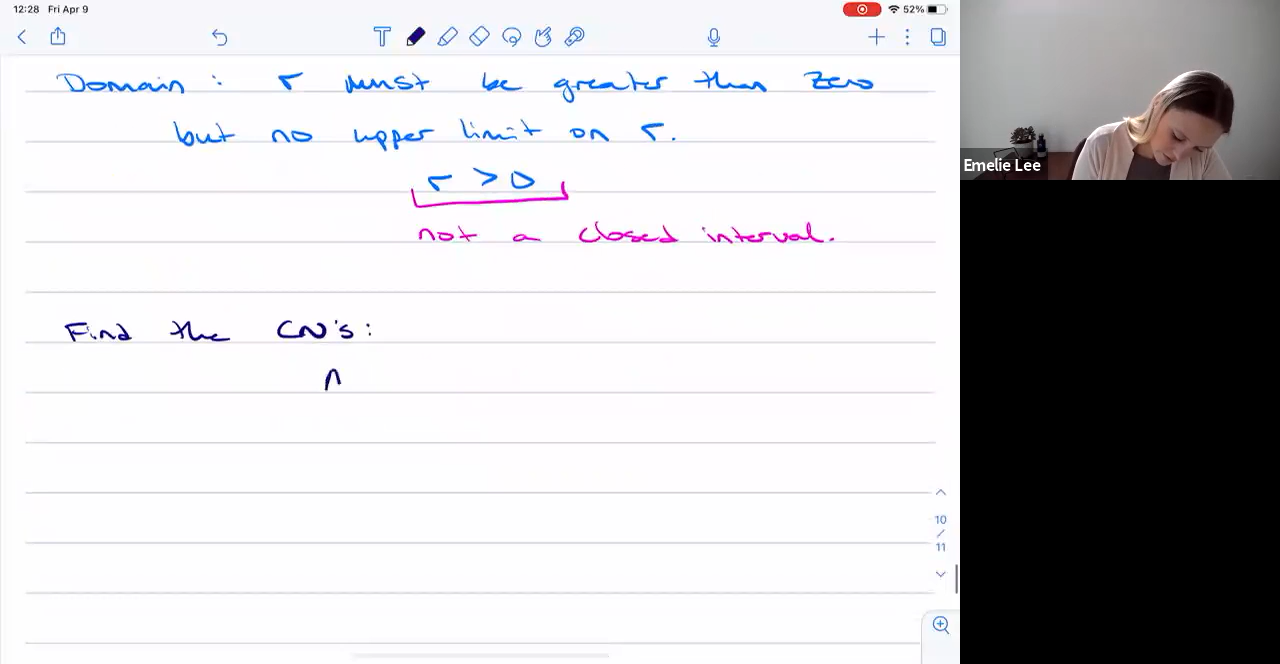 12:28 Fri Apr 9
52%
T
Domain : r must be greater than zero
but no upper limit on r.
r > 0
not a closed interval.
Find the CN's:
Emelie Lee
10
/
11